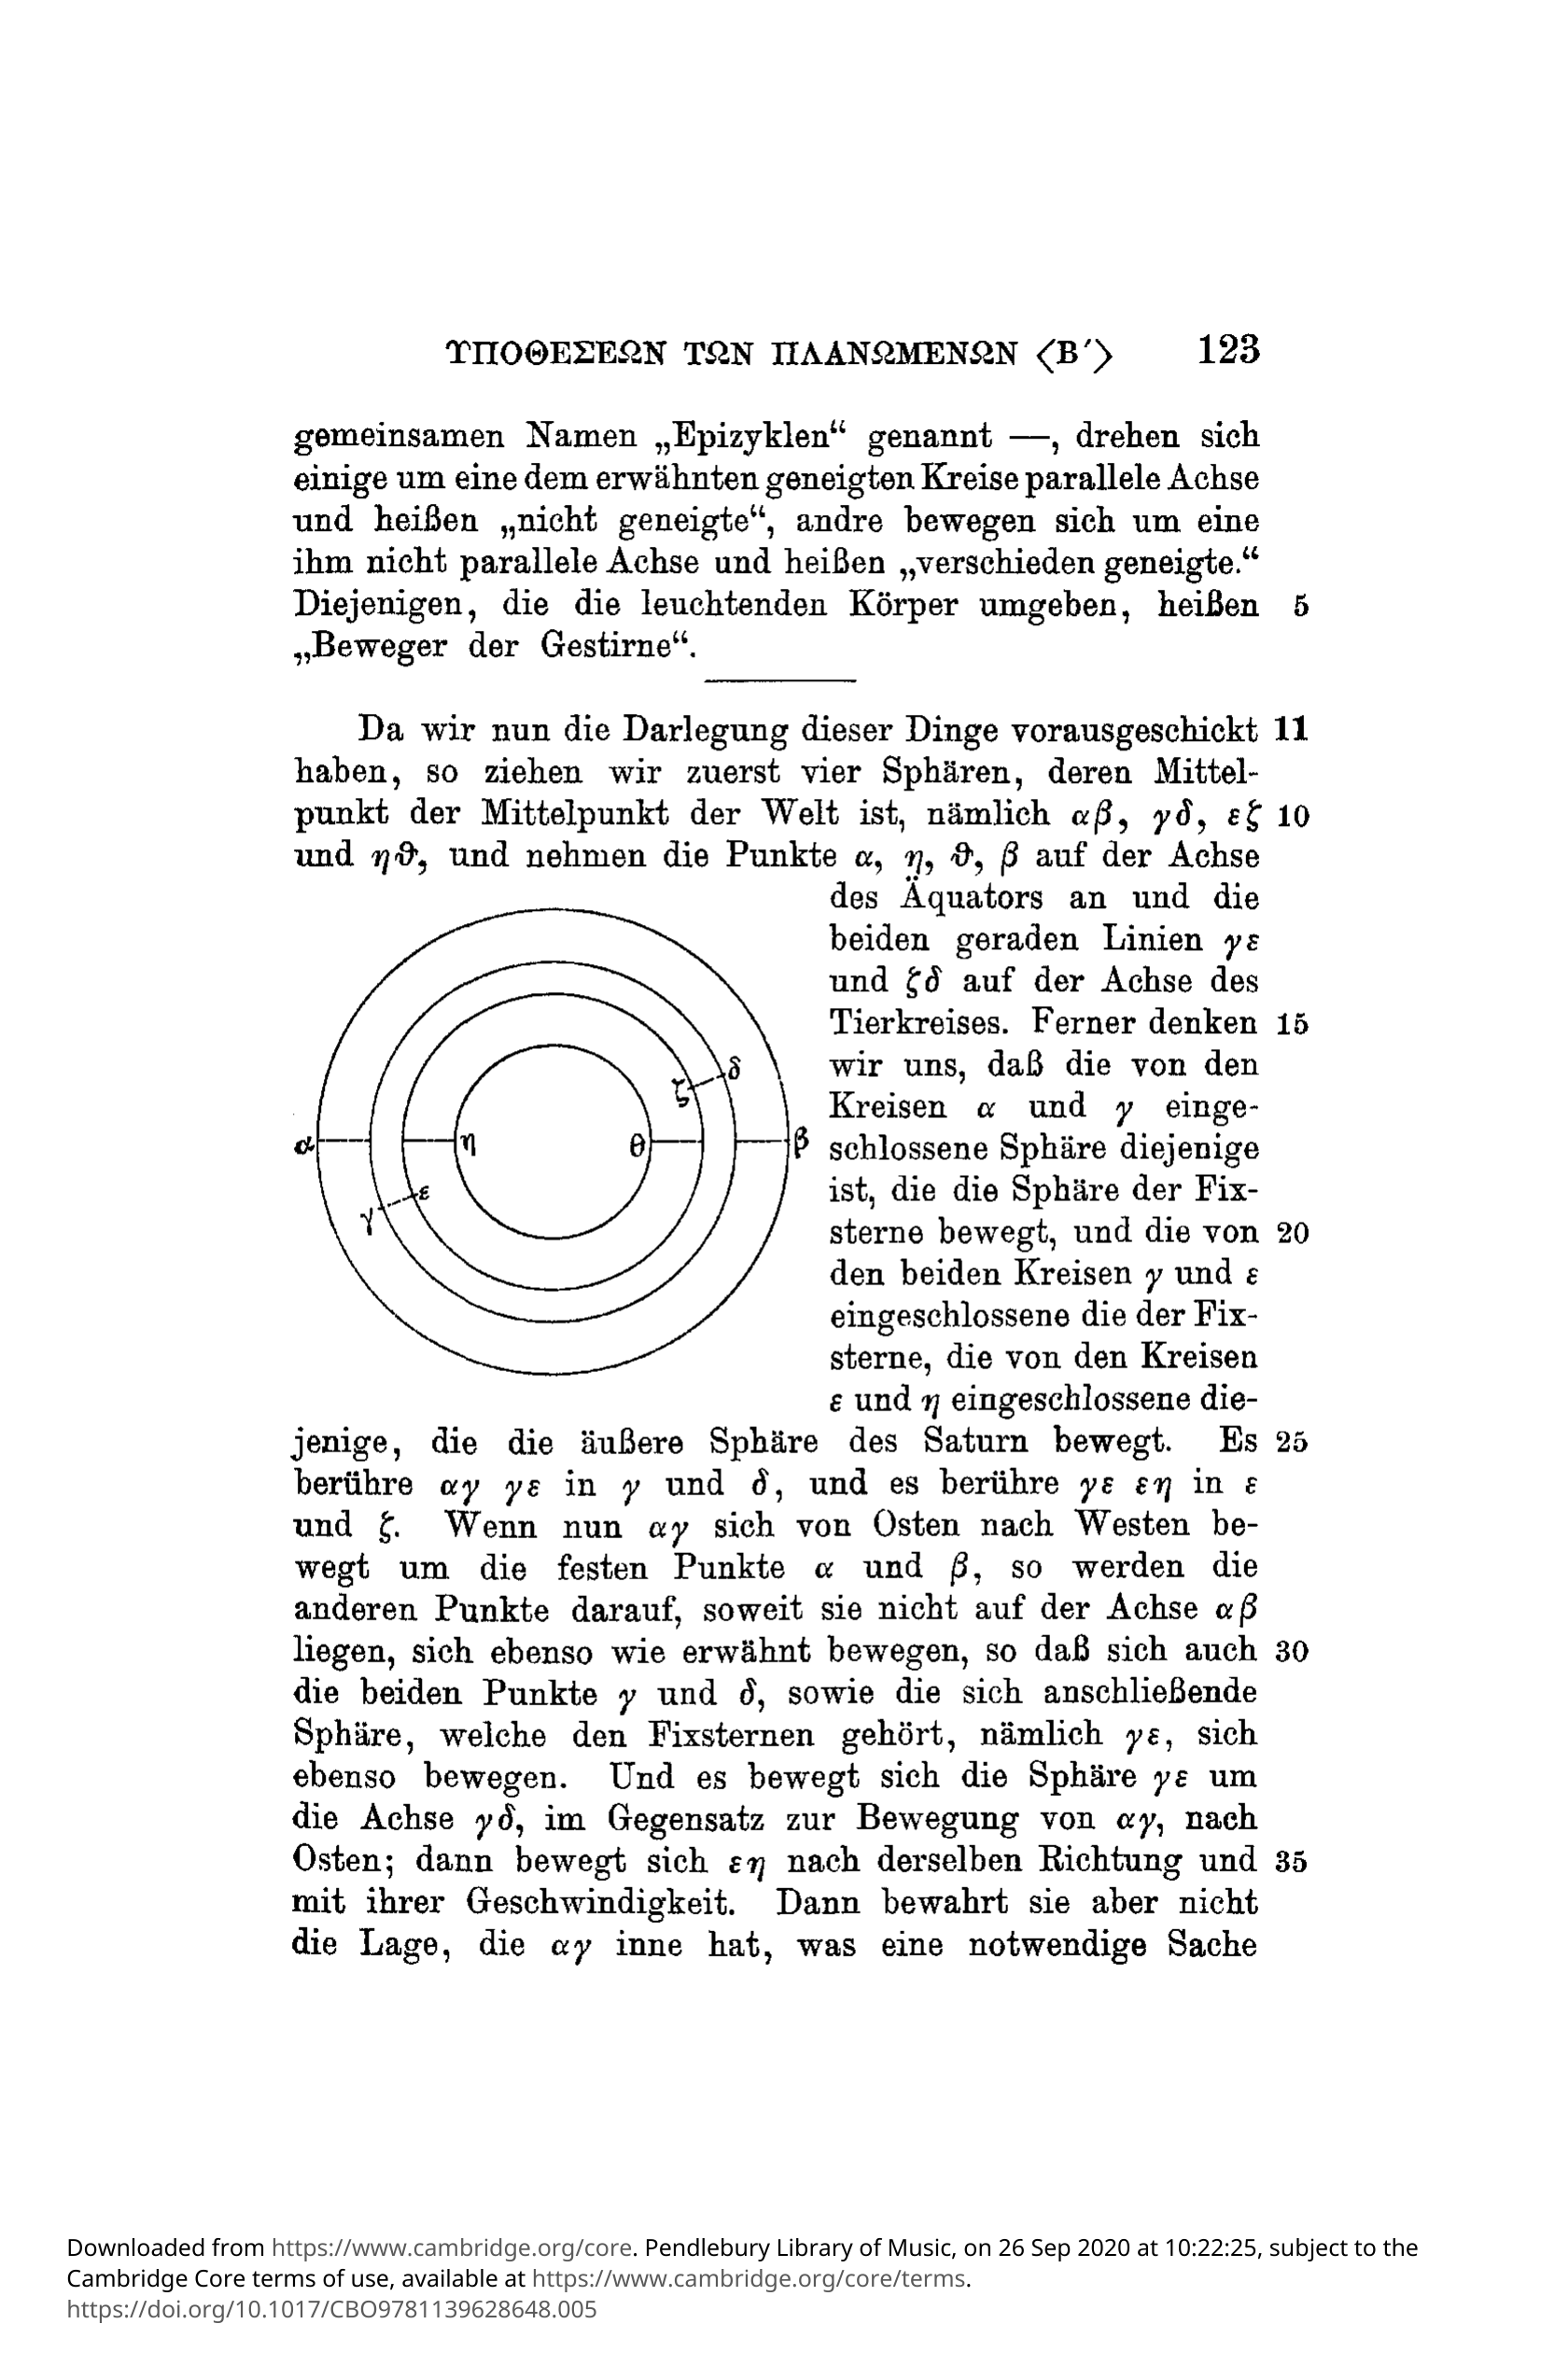 ΥΠΟΘΕΣΕΩΝ ΤΩΝ ΠΛΑΝΩΜΕΝΩΝ ⟨Β′⟩ 123
gemeinsamen Namen „Epizyklen“ genannt —, drehen sich
einige um eine dem erwähnten geneigten Kreise parallele Achse
und heißen „nicht geneigte“, andre bewegen sich um eine
ihm nicht parallele Achse und heißen „verschieden geneigte.“
Diejenigen, die die leuchtenden Körper umgeben, heißen 5
„Beweger der Gestirne“.
Da wir nun die Darlegung dieser Dinge vorausgeschickt 11
haben, so ziehen wir zuerst vier Sphären, deren Mittel-
punkt der Mittelpunkt der Welt ist, nämlich αβ, γδ, εζ 10
und ηϑ, und nehmen die Punkte α, η, ϑ, β auf der Achse
des Äquators an und die
beiden geraden Linien γε
und ζδ auf der Achse des
Tierkreises. Ferner denken 15
wir uns, daß die von den
Kreisen α und γ einge-
schlossene Sphäre diejenige
ist, die die Sphäre der Fix-
sterne bewegt, und die von 20
den beiden Kreisen γ und ε
eingeschlossene die der Fix-
sterne, die von den Kreisen
ε und η eingeschlossene die-
α η θ β
γ ε ζ δ
jenige, die die äußere Sphäre des Saturn bewegt. Es 25
berühre αγ γε in γ und δ, und es berühre γε εη in ε
und ζ. Wenn nun αγ sich von Osten nach Westen be-
wegt um die festen Punkte α und β, so werden die
anderen Punkte darauf, soweit sie nicht auf der Achse αβ
liegen, sich ebenso wie erwähnt bewegen, so daß sich auch 30
die beiden Punkte γ und δ, sowie die sich anschließende
Sphäre, welche den Fixsternen gehört, nämlich γε, sich
ebenso bewegen. Und es bewegt sich die Sphäre γε um
die Achse γδ, im Gegensatz zur Bewegung von αγ, nach
Osten; dann bewegt sich εη nach derselben Richtung und 35
mit ihrer Geschwindigkeit. Dann bewahrt sie aber nicht
die Lage, die αγ inne hat, was eine notwendige Sache
Downloaded from https://www.cambridge.org/core. Pendlebury Library of Music, on 26 Sep 2020 at 10:22:25, subject to the
Cambridge Core terms of use, available at https://www.cambridge.org/core/terms.
https://doi.org/10.1017/CBO9781139628648.005